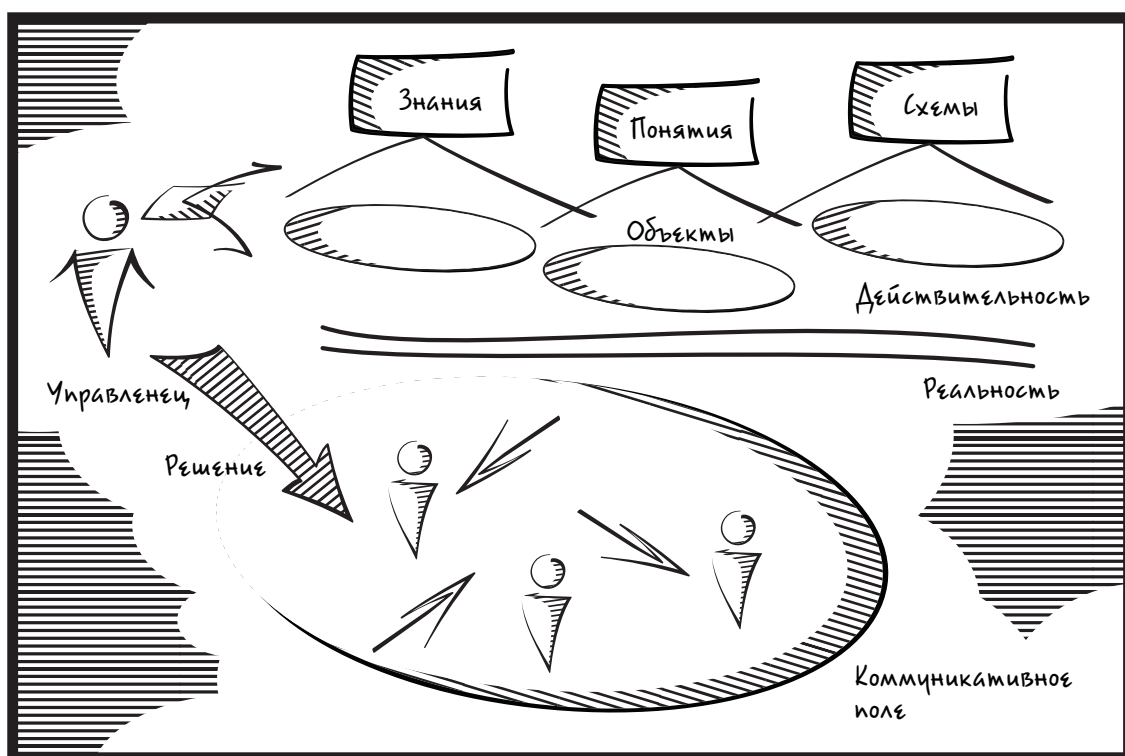 Знания
Понятия
Схемы
Объекты
Действительность
Управленец
Реальность
Решение
Коммуникативное
поле